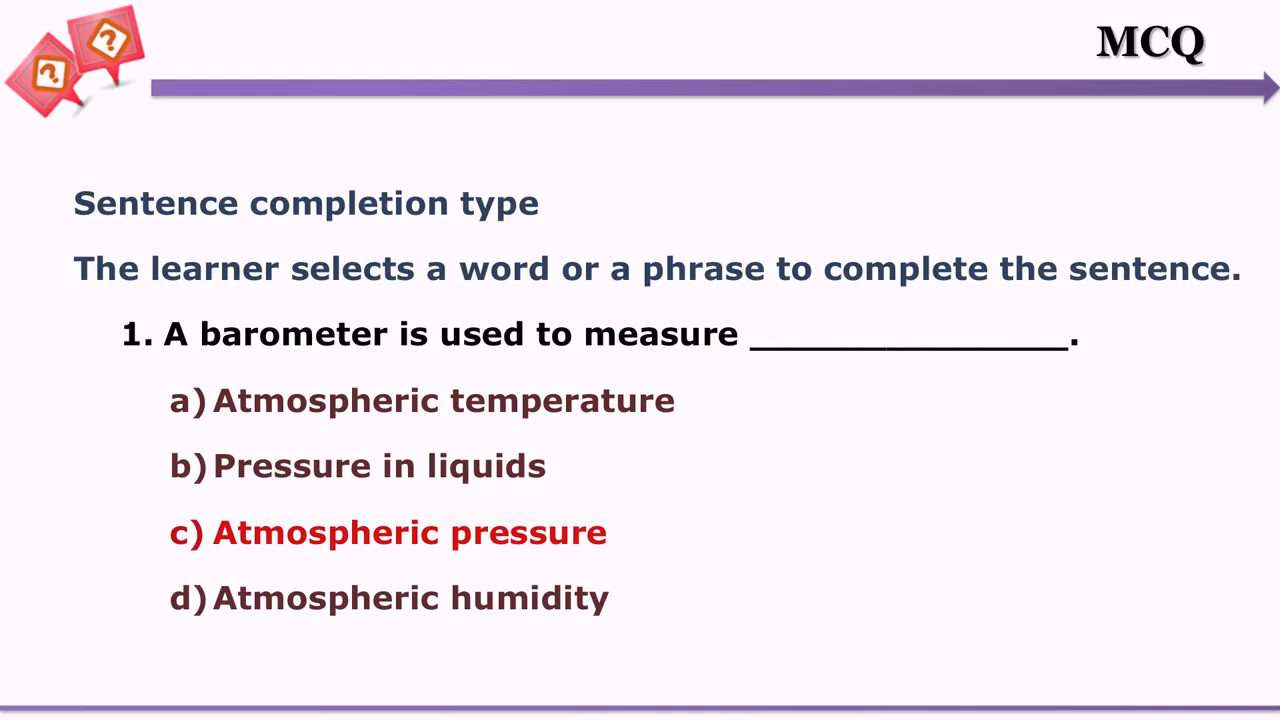 MCQ
Sentence completion type
The learner selects a word or a phrase to complete the sentence.
1. A barometer is used to measure ______________.
a) Atmospheric temperature
b) Pressure in liquids
c) Atmospheric pressure
d) Atmospheric humidity